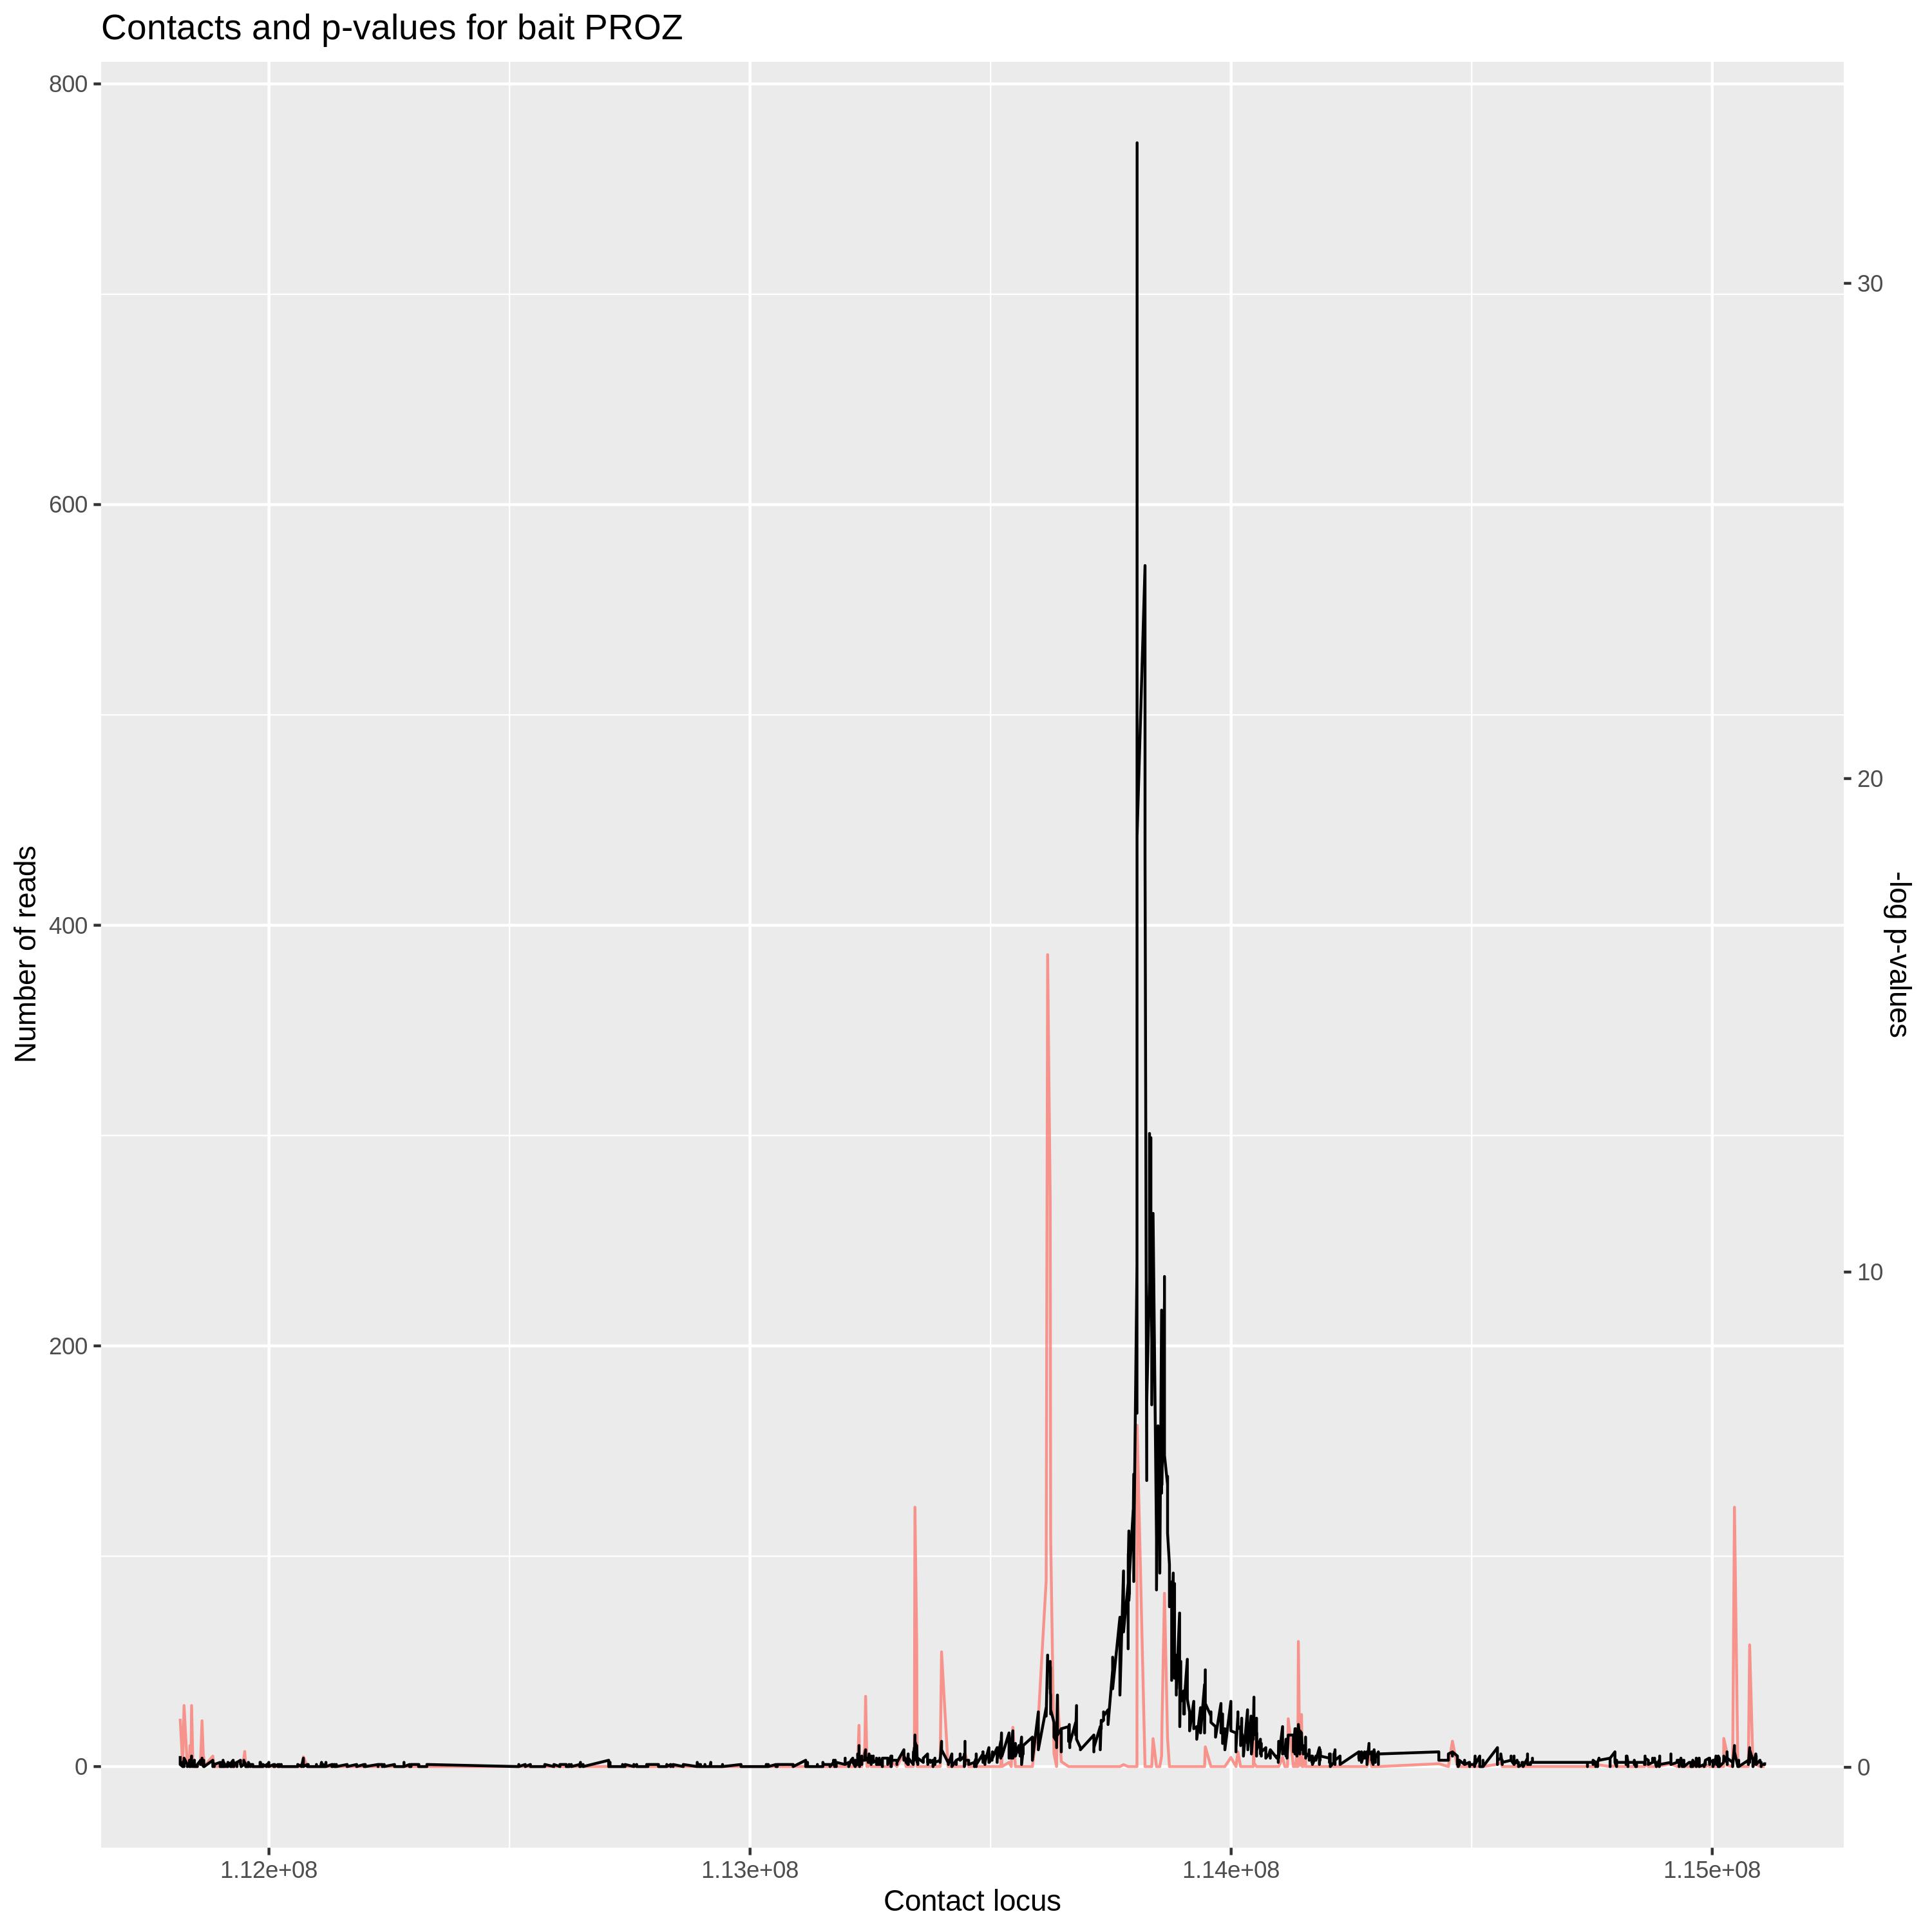 Contacts and p-values for bait PROZ
800
600
400
200
0
Number of reads
30
20
10
0
-log p-values
1.12e+08
1.13e+08
1.14e+08
1.15e+08
Contact locus